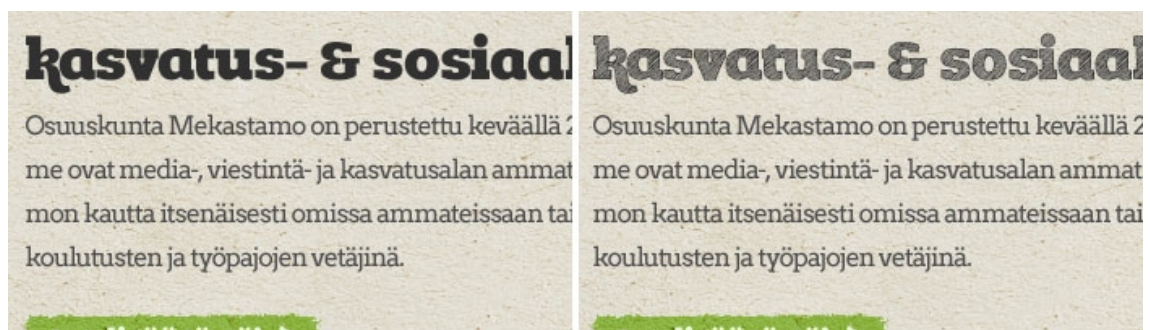 kasvatus- & sosiaal
Osuuskunta Mekastamo on perustettu keväällä 2
me ovat media-, viestintä- ja kasvatusalan ammat
mon kautta itsenäisesti omissa ammateissaan tai
koulutusten ja työpajojen vetäjinä.
kasvatus- & sosiaal
Osuuskunta Mekastamo on perustettu keväällä 2
me ovat media-, viestintä- ja kasvatusalan ammat
mon kautta itsenäisesti omissa ammateissaan tai
koulutusten ja työpajojen vetäjinä.